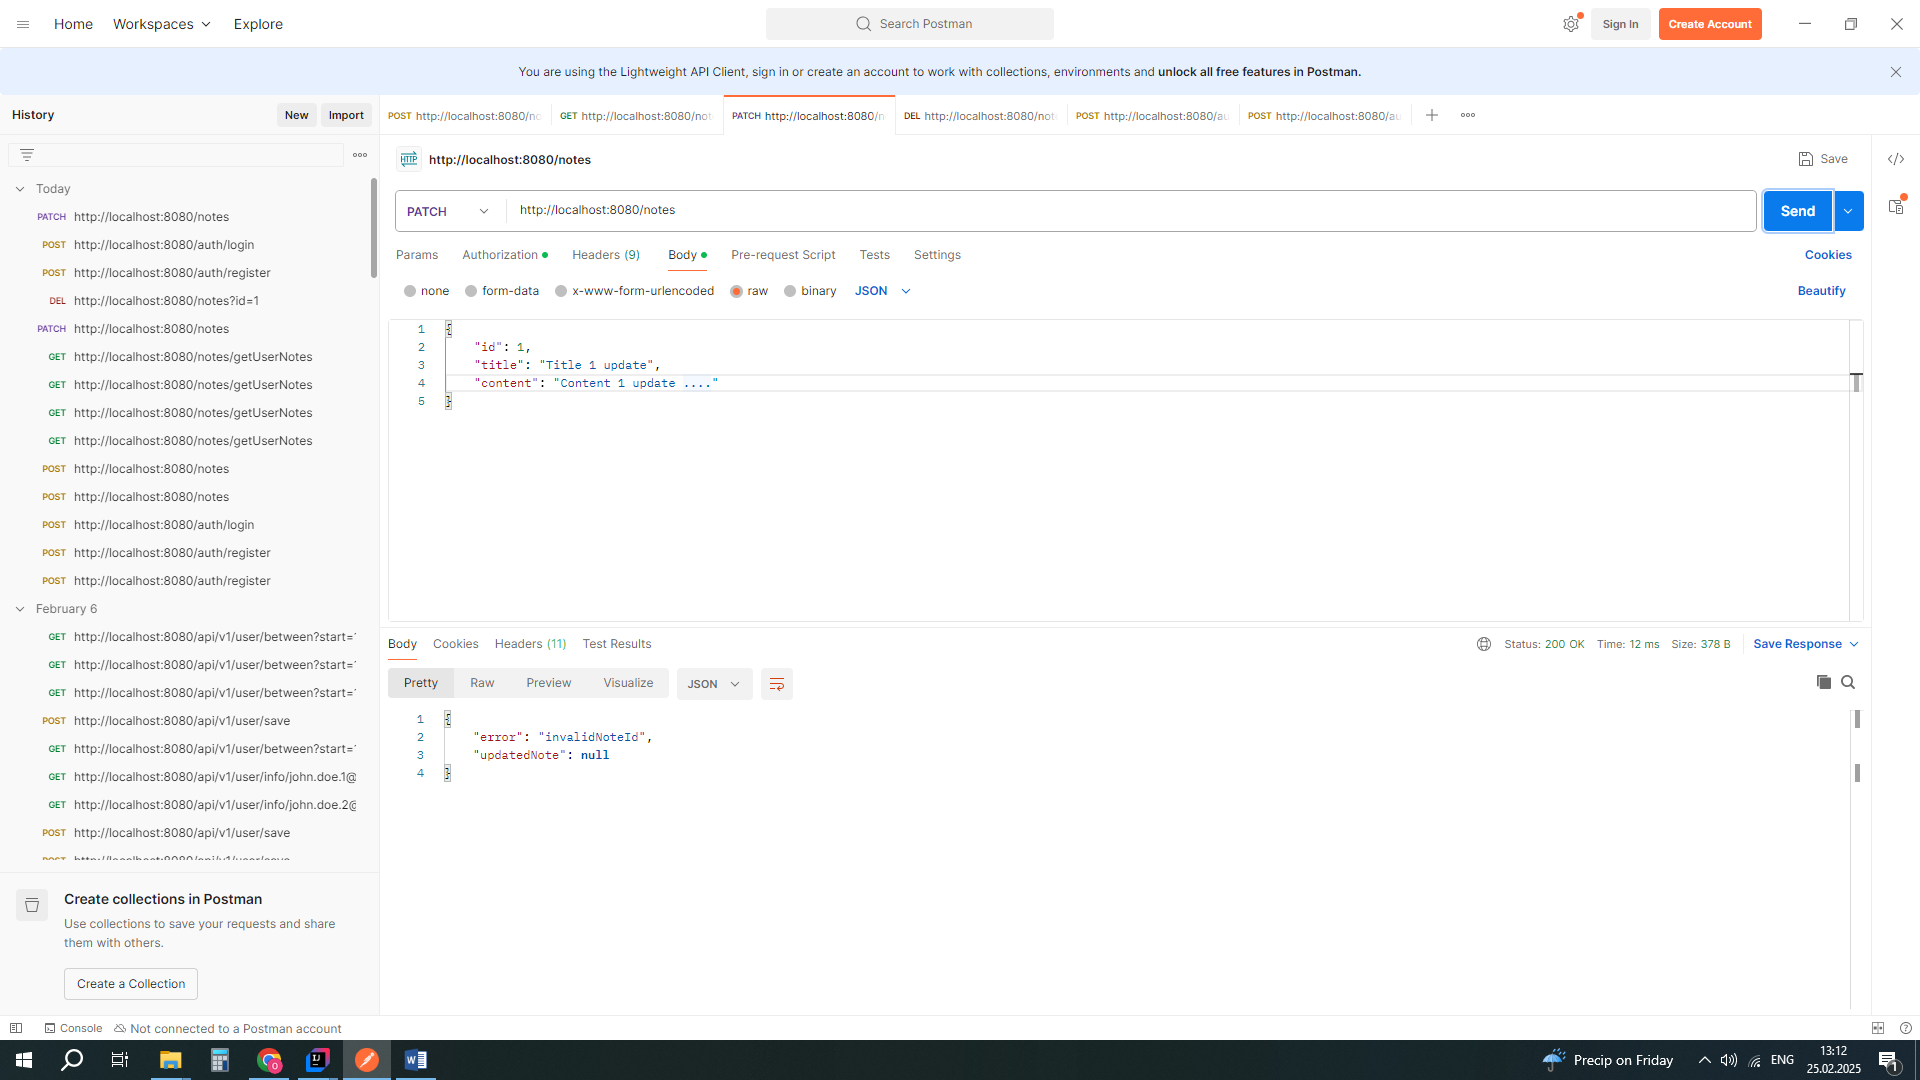 Home Workspaces Explore Search Postman Sign In Create Account
You are using the Lightweight API Client, sign in or create an account to work with collections, environments and unlock all free features in Postman.
History New Import
POST http://localhost:8080/no GET http://localhost:8080/not PATCH http://localhost:8080/n DEL http://localhost:8080/not POST http://localhost:8080/au POST http://localhost:8080/au
HTTP http://localhost:8080/notes Save
Today
PATCH http://localhost:8080/notes
POST http://localhost:8080/auth/login
POST http://localhost:8080/auth/register
DEL http://localhost:8080/notes?id=1
PATCH http://localhost:8080/notes
GET http://localhost:8080/notes/getUserNotes
GET http://localhost:8080/notes/getUserNotes
GET http://localhost:8080/notes/getUserNotes
GET http://localhost:8080/notes/getUserNotes
POST http://localhost:8080/notes
POST http://localhost:8080/notes
POST http://localhost:8080/auth/login
POST http://localhost:8080/auth/register
POST http://localhost:8080/auth/register
February 6
GET http://localhost:8080/api/v1/user/between?start='
GET http://localhost:8080/api/v1/user/between?start='
GET http://localhost:8080/api/v1/user/between?start='
POST http://localhost:8080/api/v1/user/save
GET http://localhost:8080/api/v1/user/between?start='
GET http://localhost:8080/api/v1/user/info/john.doe.1@
GET http://localhost:8080/api/v1/user/info/john.doe.2@
POST http://localhost:8080/api/v1/user/save
POST http://localhost:8080/api/v1/user/save
Create collections in Postman
Use collections to save your requests and share
them with others.
Create a Collection
PATCH http://localhost:8080/notes Send
Params Authorization Headers (9) Body Pre-request Script Tests Settings Cookies
none form-data x-www-form-urlencoded raw binary JSON Beautify
1 {
2 "id": 1,
3 "title": "Title 1 update",
4 "content": "Content 1 update ...."
5 }
Body Cookies Headers (11) Test Results Status: 200 OK Time: 12 ms Size: 378 B Save Response
Pretty Raw Preview Visualize JSON
1 {
2 "error": "invalidNoteId",
3 "updatedNote": null
4 }
Console Not connected to a Postman account
Precip on Friday ENG 13:12
25.02.2025
1